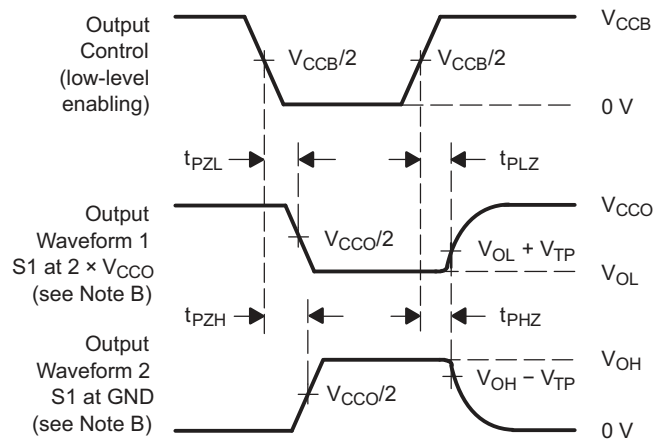 Output
Control
(low-level
enabling)
V_CCB
V_CCB/2
V_CCB/2
0 V
t_PZL
t_PLZ
Output
Waveform 1
S1 at 2 × V_CCO
(see Note B)
V_CCO
V_CCO/2
V_OL + V_TP
V_OL
t_PZH
t_PHZ
Output
Waveform 2
S1 at GND
(see Note B)
V_OH
V_CCO/2
V_OH − V_TP
0 V